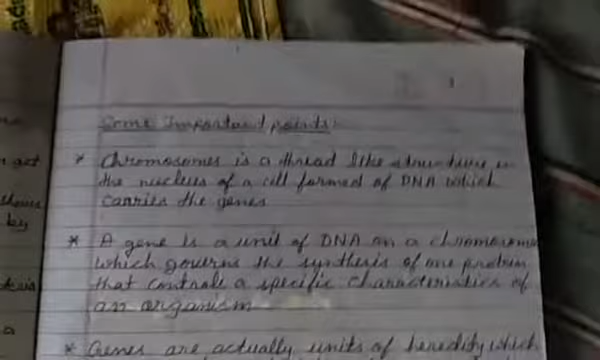 Some Important points:
* Chromosomes is a thread like structure in
the nucleus of a cell formed of DNA which
carries the genes
* A gene is a unit of DNA on a chromosome
which governs the synthesis of one protein
that controls a specific characteristics of
an organism
* Genes are actually units of heredity which
by
a